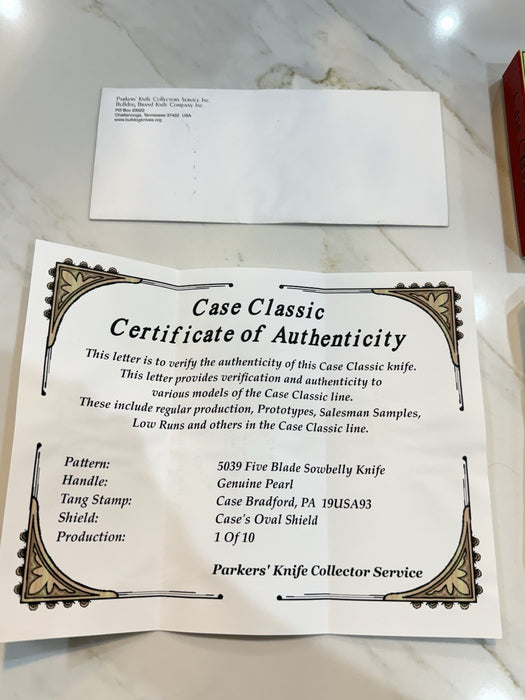 Parkers' Knife Collectors Service Inc.
Bulldog Brand Knife Company Inc.
PO Box 23522
Chattanooga, Tennessee 37422 USA
www.bulldogknives.org
Case Classic
Certificate of Authenticity
This letter is to verify the authenticity of this Case Classic knife.
This letter provides verification and authenticity to
various models of the Case Classic line.
These include regular production, Prototypes, Salesman Samples,
Low Runs and others in the Case Classic line.
Pattern: 5039 Five Blade Sowbelly Knife
Handle: Genuine Pearl
Tang Stamp: Case Bradford, PA 19USA93
Shield: Case's Oval Shield
Production: 1 Of 10
Parkers' Knife Collector Service